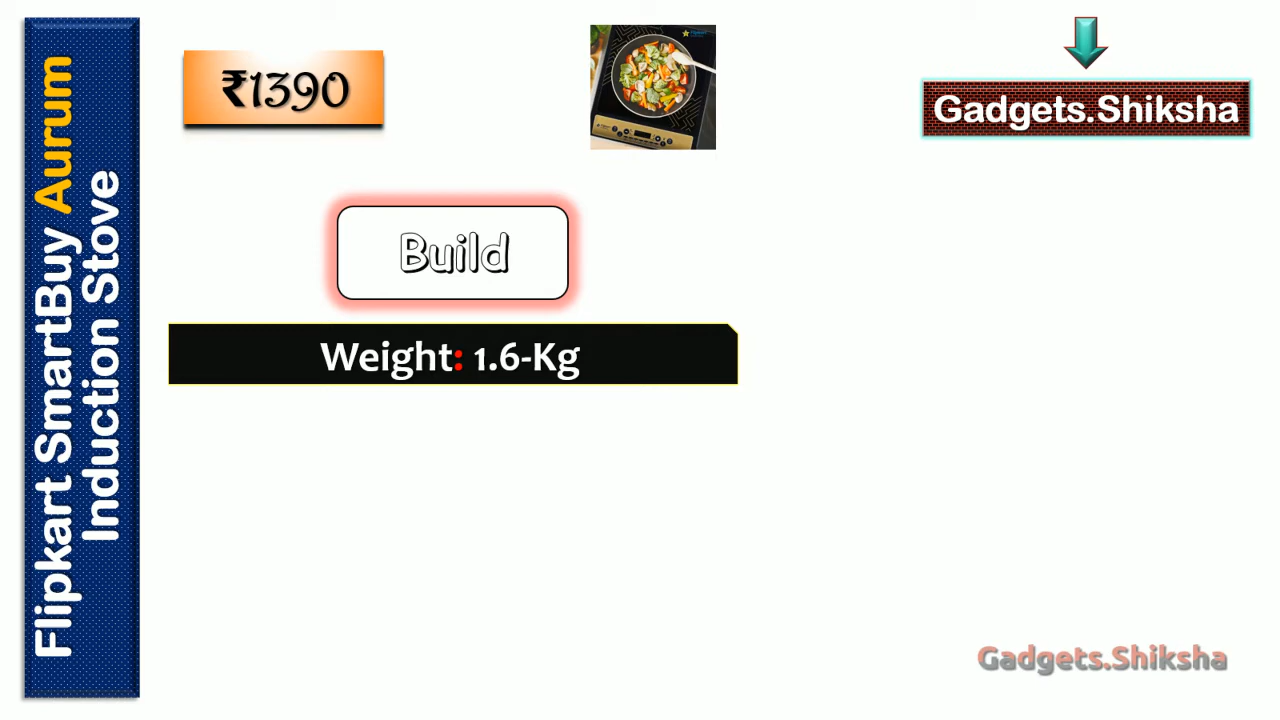 Flipkart SmartBuy Aurum
Induction Stove
₹1390
Gadgets.Shiksha
Build
Weight: 1.6-Kg
Gadgets.Shiksha